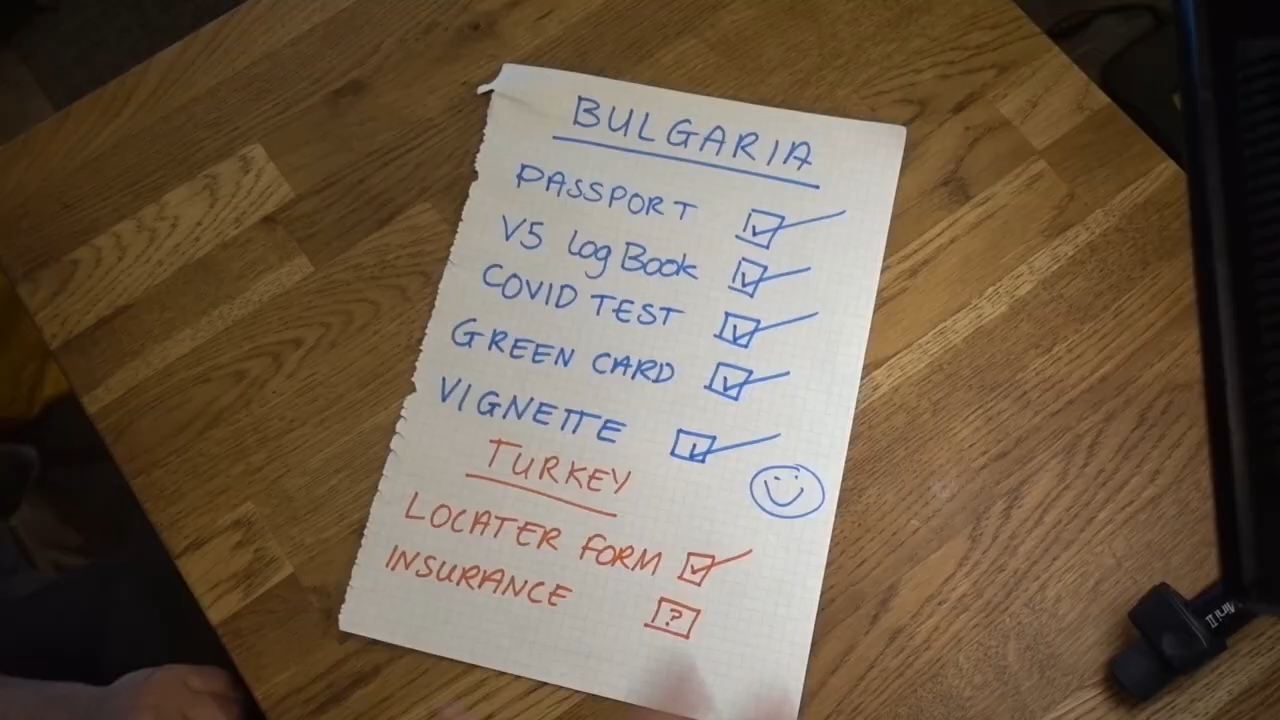 BULGARIA
PASSPORT
V5 Log Book
COVID TEST
GREEN CARD
VIGNETTE
TURKEY
LOCATER FORM
INSURANCE ?